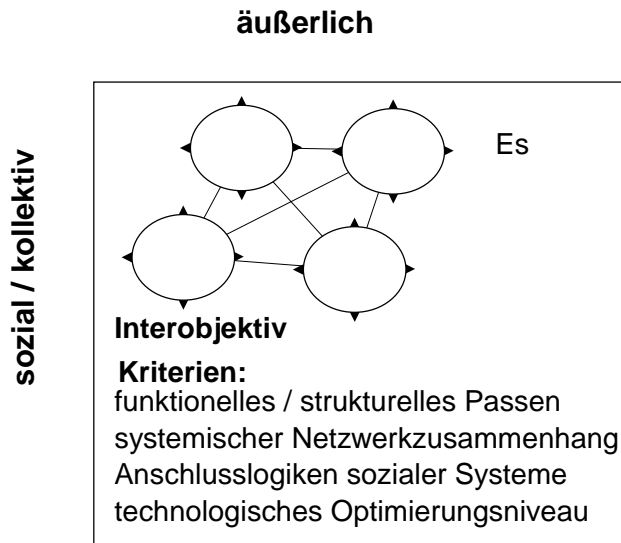 äußerlich
sozial / kollektiv
Es
Interobjektiv
Kriterien:
funktionelles / strukturelles Passen
systemischer Netzwerkzusammenhang
Anschlusslogiken sozialer Systeme
technologisches Optimierungsniveau